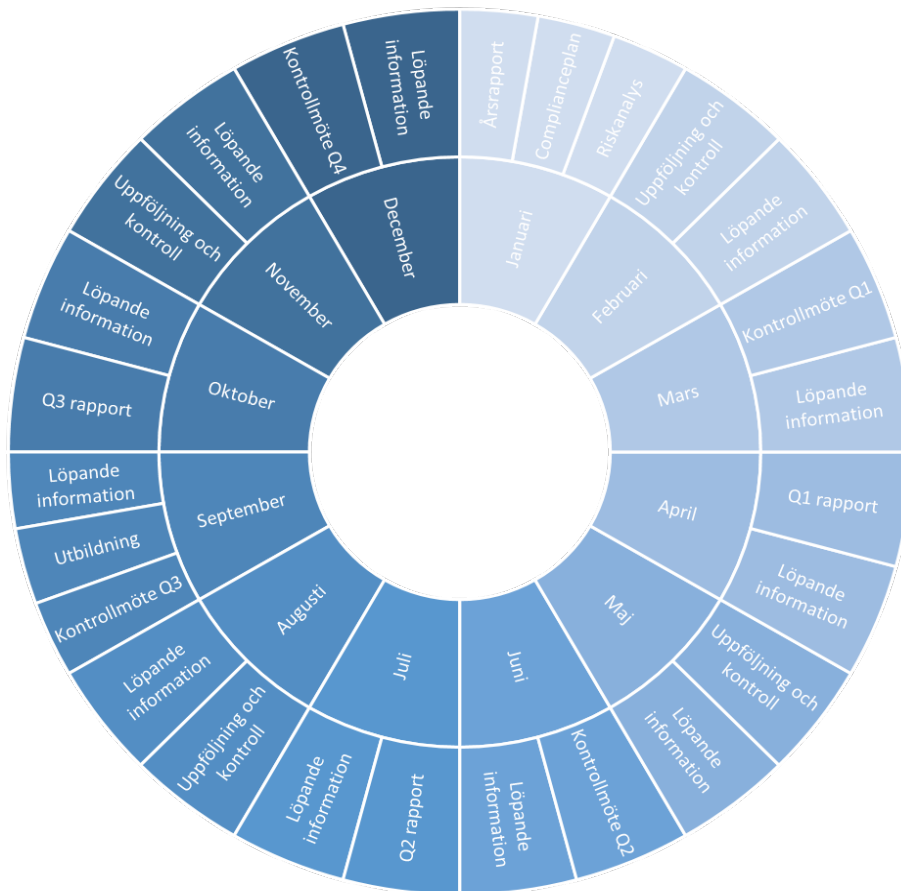 Januari
Årsrapport
Complianceplan
Riskanalys
Februari
Uppföljning och
kontroll
Löpande
information
Mars
Kontrollmöte Q1
Löpande
information
April
Q1 rapport
Löpande
information
Maj
Uppföljning och
kontroll
Löpande
information
Juni
Kontrollmöte Q2
Löpande
information
Juli
Q2 rapport
Löpande
information
Augusti
Uppföljning och
kontroll
Löpande
information
September
Kontrollmöte Q3
Utbildning
Löpande
information
Oktober
Q3 rapport
Löpande
information
November
Uppföljning och
kontroll
Löpande
information
December
Kontrollmöte Q4
Löpande
information